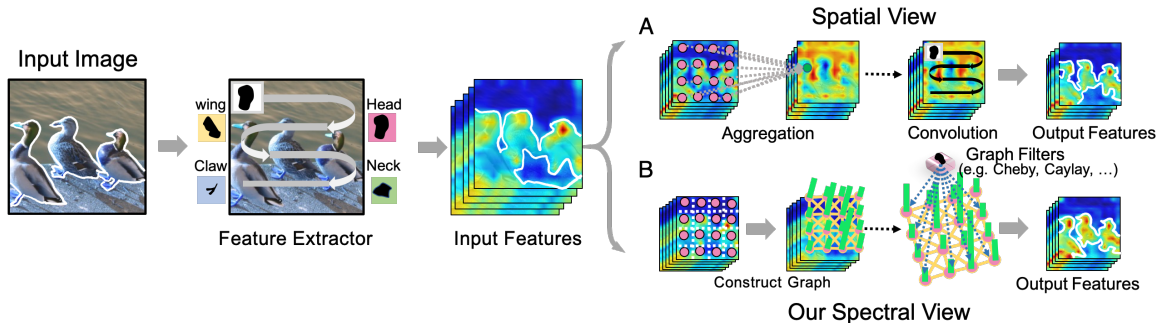 Input Image
wing
Claw
Head
Neck
Feature Extractor
Input Features
A
Spatial View
Aggregation
Convolution
Output Features
B
Graph Filters
(e.g. Cheby, Caylay, …)
Construct Graph
Output Features
Our Spectral View